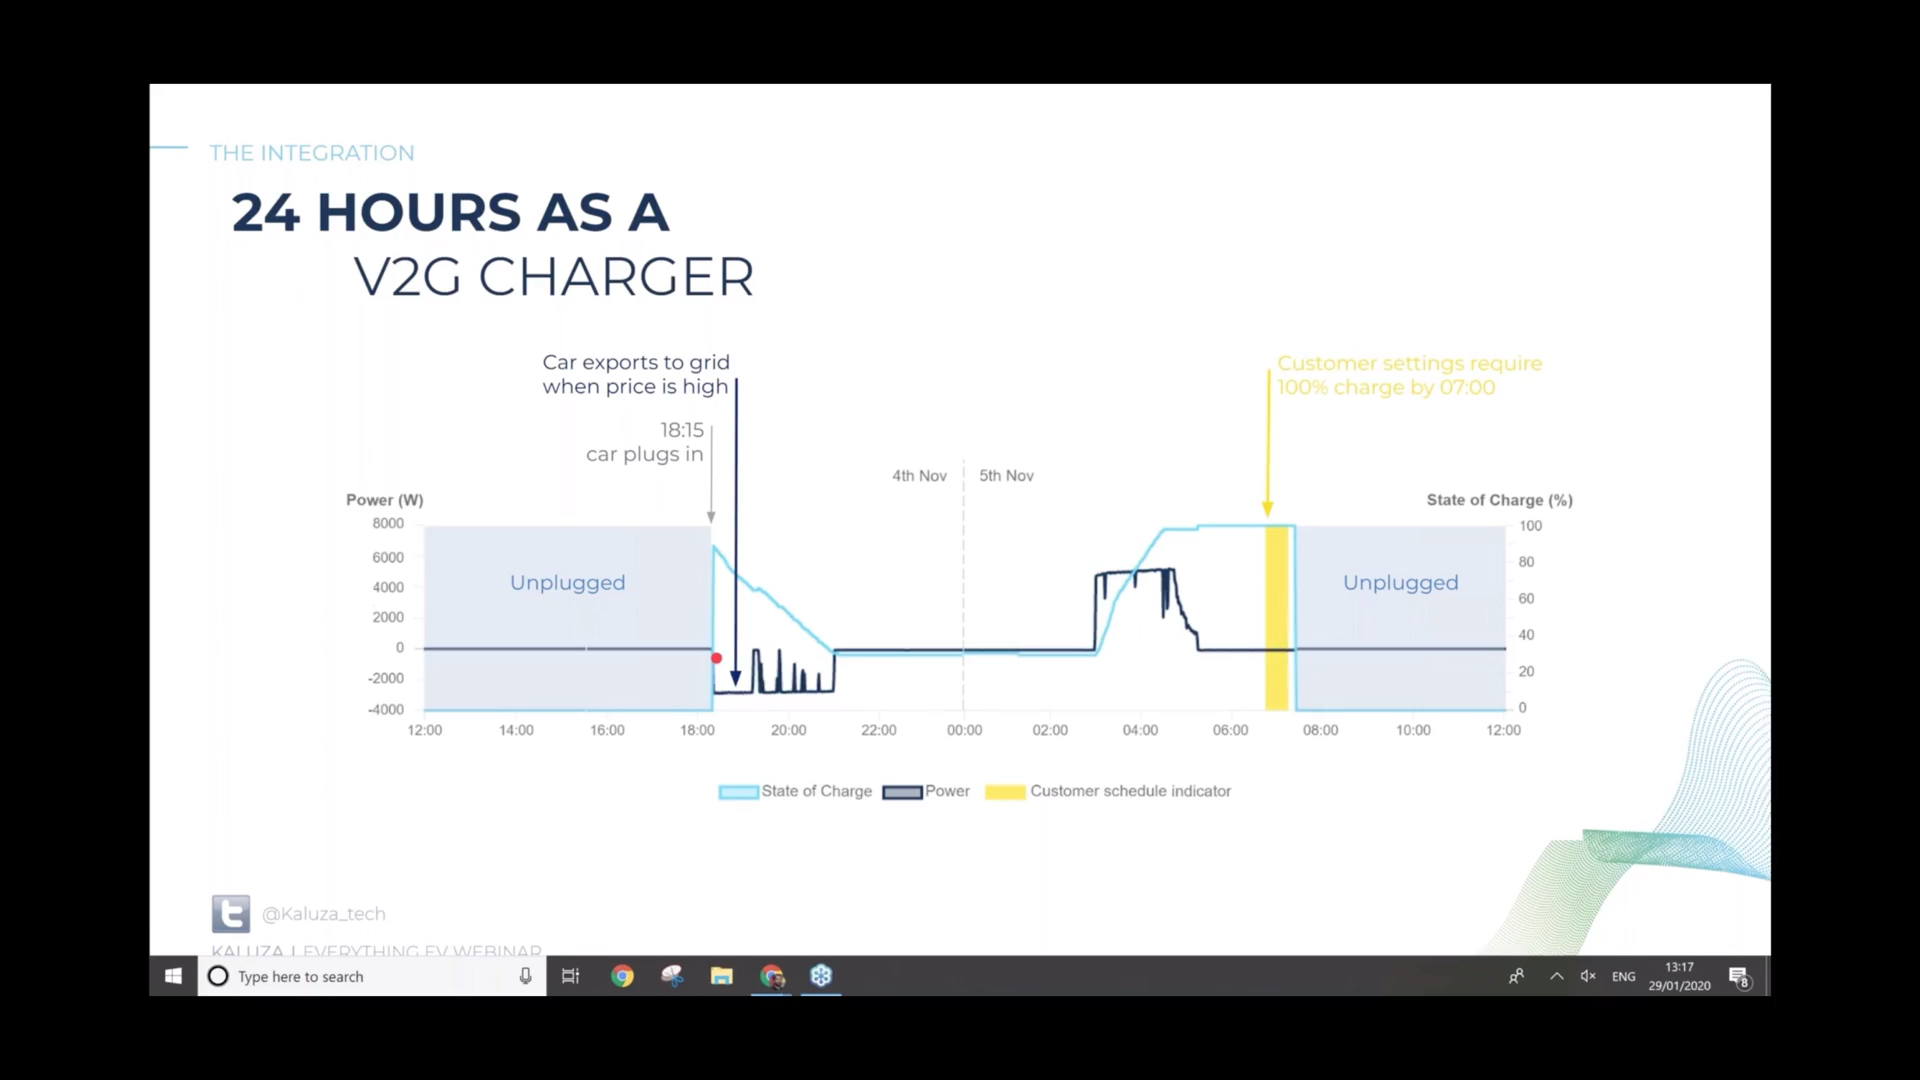 THE INTEGRATION
24 HOURS AS A
V2G CHARGER
Car exports to grid
when price is high
Customer settings require
100% charge by 07:00
18:15
car plugs in
4th Nov
5th Nov
Power (W)
State of Charge (%)
8000
6000
4000
2000
0
-2000
-4000
Unplugged
Unplugged
100
80
60
40
20
0
12:00 14:00 16:00 18:00 20:00 22:00 00:00 02:00 04:00 06:00 08:00 10:00 12:00
State of Charge Power Customer schedule indicator
@Kaluza_tech
KALUZA | EVERYTHING EV WEBINAR
Type here to search
ENG
13:17
29/01/2020
8